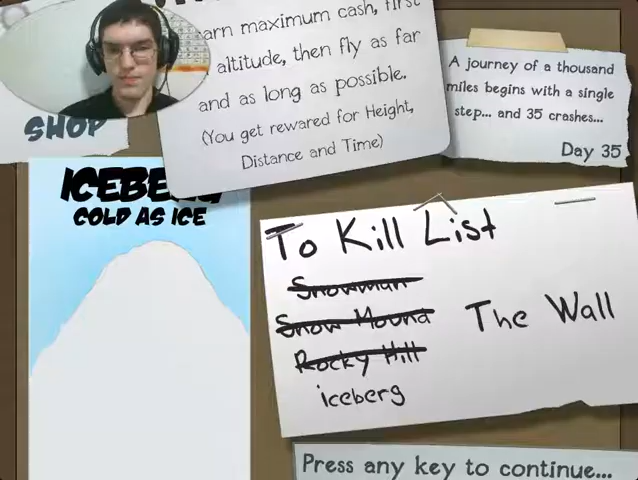 arn maximum cash, first
altitude, then fly as far
and as long as possible.
(You get rewarded for Height,
Distance and Time)
A journey of a thousand
miles begins with a single
step... and 35 crashes...
Day 35
SHOP
ICEBERG
COLD AS ICE
To Kill List
Snowman
Snow Mound
Rocky Hill
iceberg
The Wall
Press any key to continue...